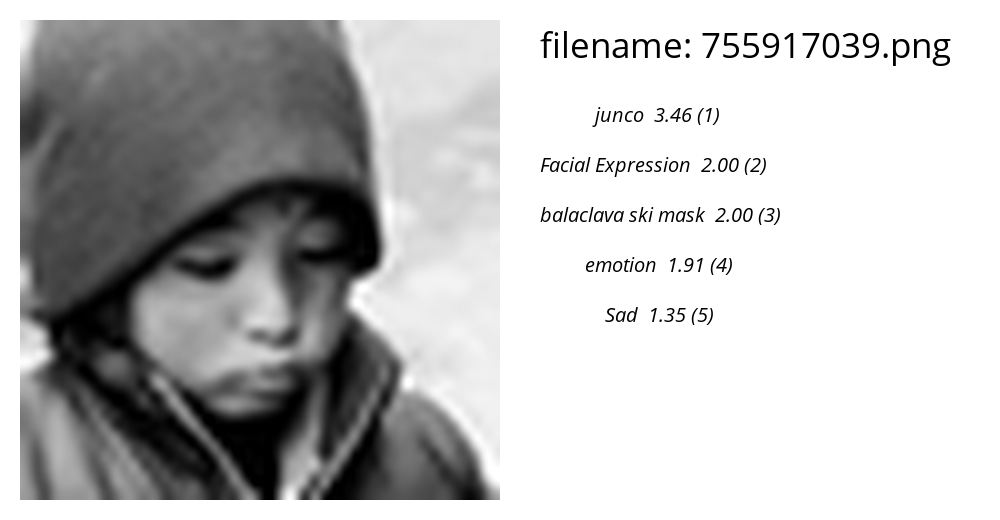 filename: 755917039.png
junco 3.46 (1)
Facial Expression 2.00 (2)
balaclava ski mask 2.00 (3)
emotion 1.91 (4)
Sad 1.35 (5)